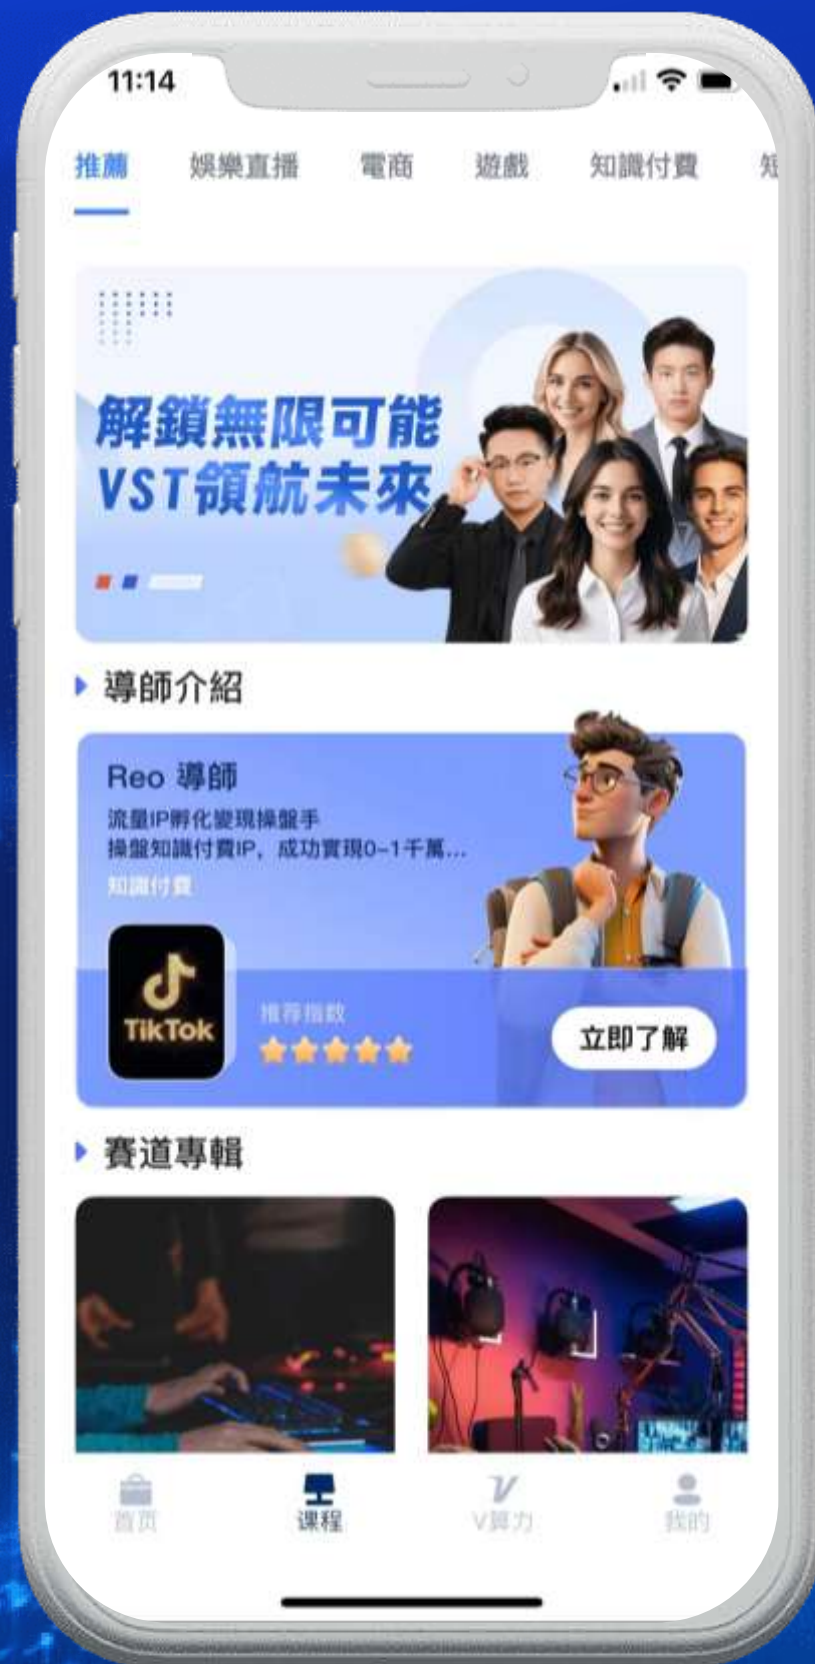 11:14
推薦 娛樂直播 電商 遊戲 知識付費
解鎖無限可能
VST領航未來
導師介紹
Reo 導師
流量IP孵化變現操盤手
操盤知識付費IP，成功實現0-1千萬...
知識付費
TikTok
推荐指数
立即了解
賽道專輯
首页 课程 V算力 我的